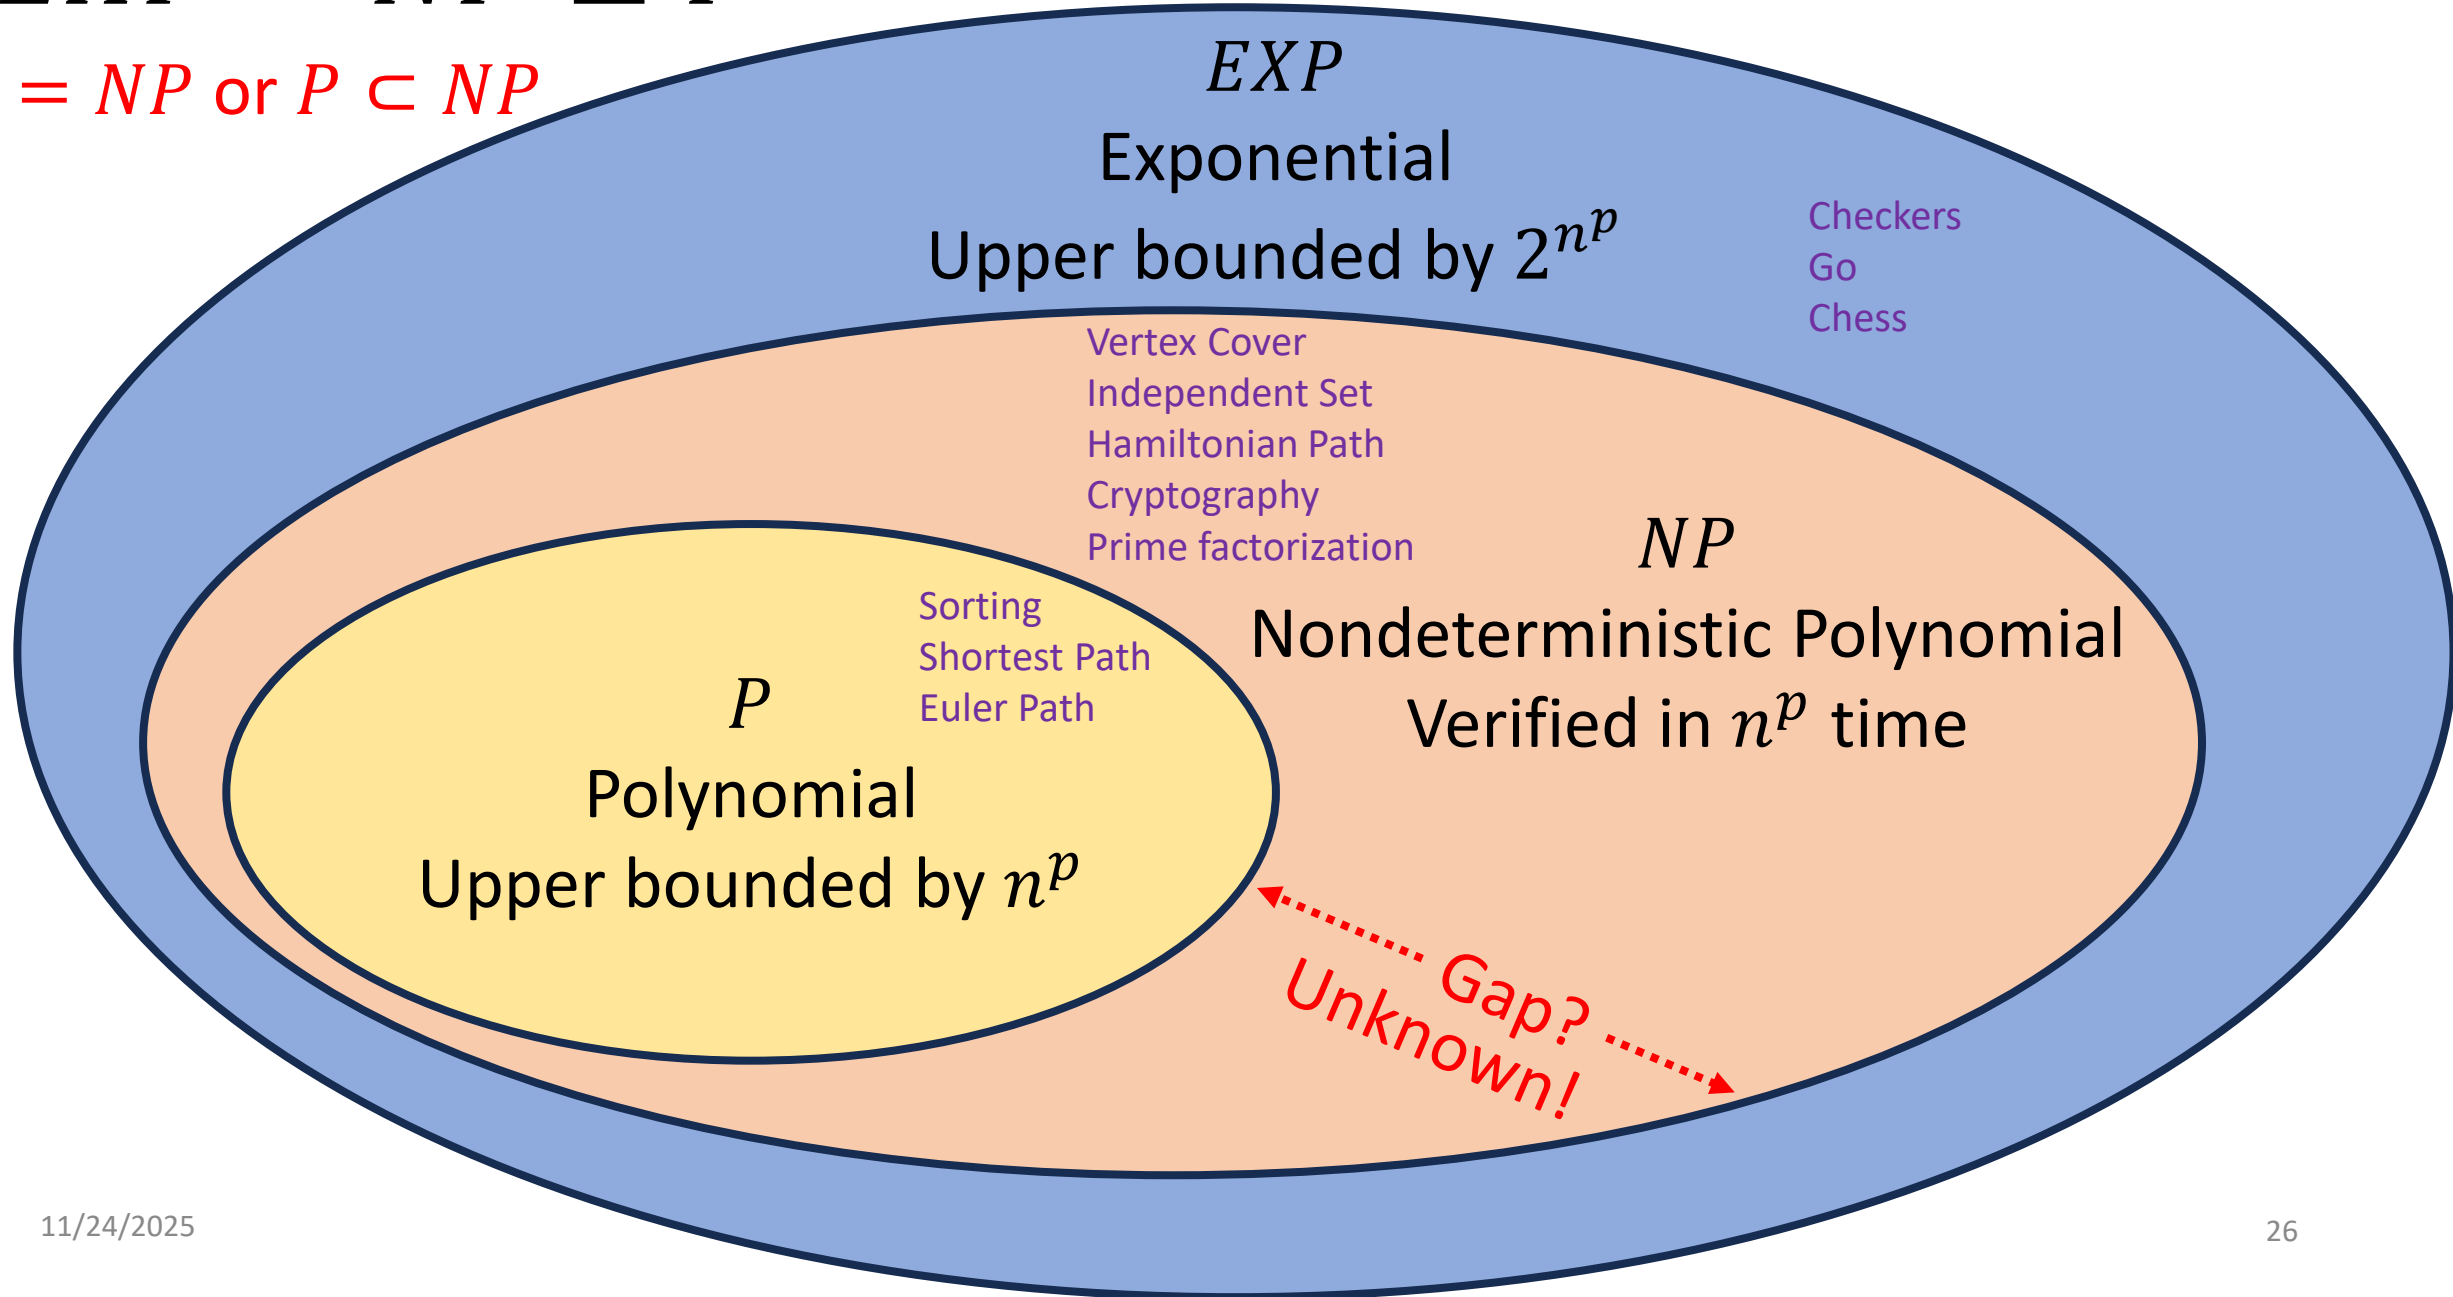 = NP or P ⊂ NP
EXP
Exponential
Upper bounded by 2^{n^p}
Checkers
Go
Chess
Vertex Cover
Independent Set
Hamiltonian Path
Cryptography
Prime factorization
NP
Nondeterministic Polynomial
Verified in n^p time
Sorting
Shortest Path
Euler Path
P
Polynomial
Upper bounded by n^p
Gap?
Unknown!
11/24/2025
26